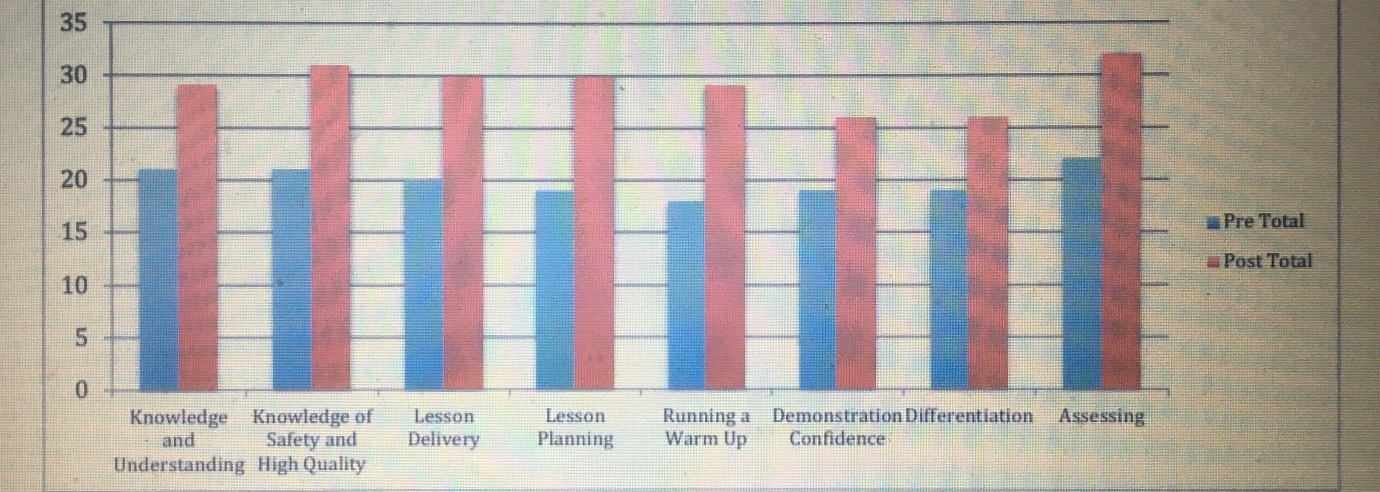 35
30
25
20
15
10
5
0
Knowledge and Understanding
Knowledge of Safety and High Quality
Lesson Delivery
Lesson Planning
Running a Warm Up
Demonstration Confidence
Differentiation
Assessing
Pre Total
Post Total